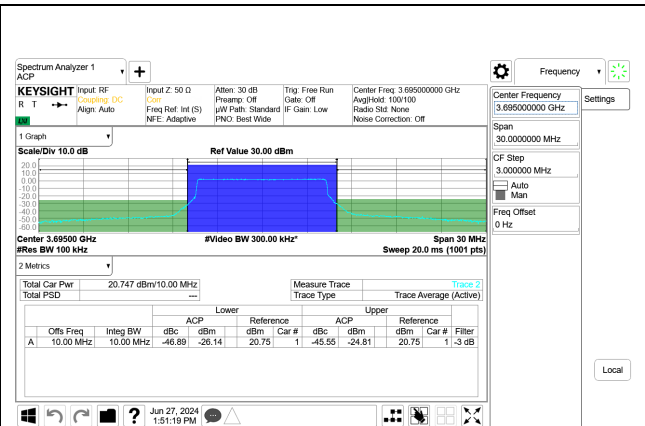 Spectrum Analyzer 1
ACP
Frequency
KEYSIGHT Input: RF Input Z: 50 Ω Atten: 30 dB Trig: Free Run Center Freq: 3.695000000 GHz
R T Coupling: DC Corr Preamp: Off Gate: Off Avg|Hold: 100/100
Align: Auto Freq Ref: Int (S) µW Path: Standard IF Gain: Low Radio Std: None
NFE: Adaptive PNO: Best Wide Noise Correction: Off
Center Frequency
3.695000000 GHz
Settings
Span
30.0000000 MHz
CF Step
3.000000 MHz
Auto
Man
Freq Offset
0 Hz
1 Graph
Scale/Div 10.0 dB Ref Value 30.00 dBm
20.0
10.0
0.00
-10.0
-20.0
-30.0
-40.0
-50.0
-60.0
Center 3.69500 GHz #Video BW 300.00 kHz* Span 30 MHz
#Res BW 100 kHz Sweep 20.0 ms (1001 pts)
2 Metrics
Total Car Pwr 20.747 dBm/10.00 MHz Measure Trace Trace 2
Total PSD --- Trace Type Trace Average (Active)
Lower Upper
ACP Reference ACP Reference
Offs Freq Integ BW dBc dBm dBm Car # dBc dBm dBm Car # Filter
A 10.00 MHz 10.00 MHz -46.89 -26.14 20.75 1 -45.55 -24.81 20.75 1 -3 dB
Local
? Jun 27, 2024
1:51:19 PM